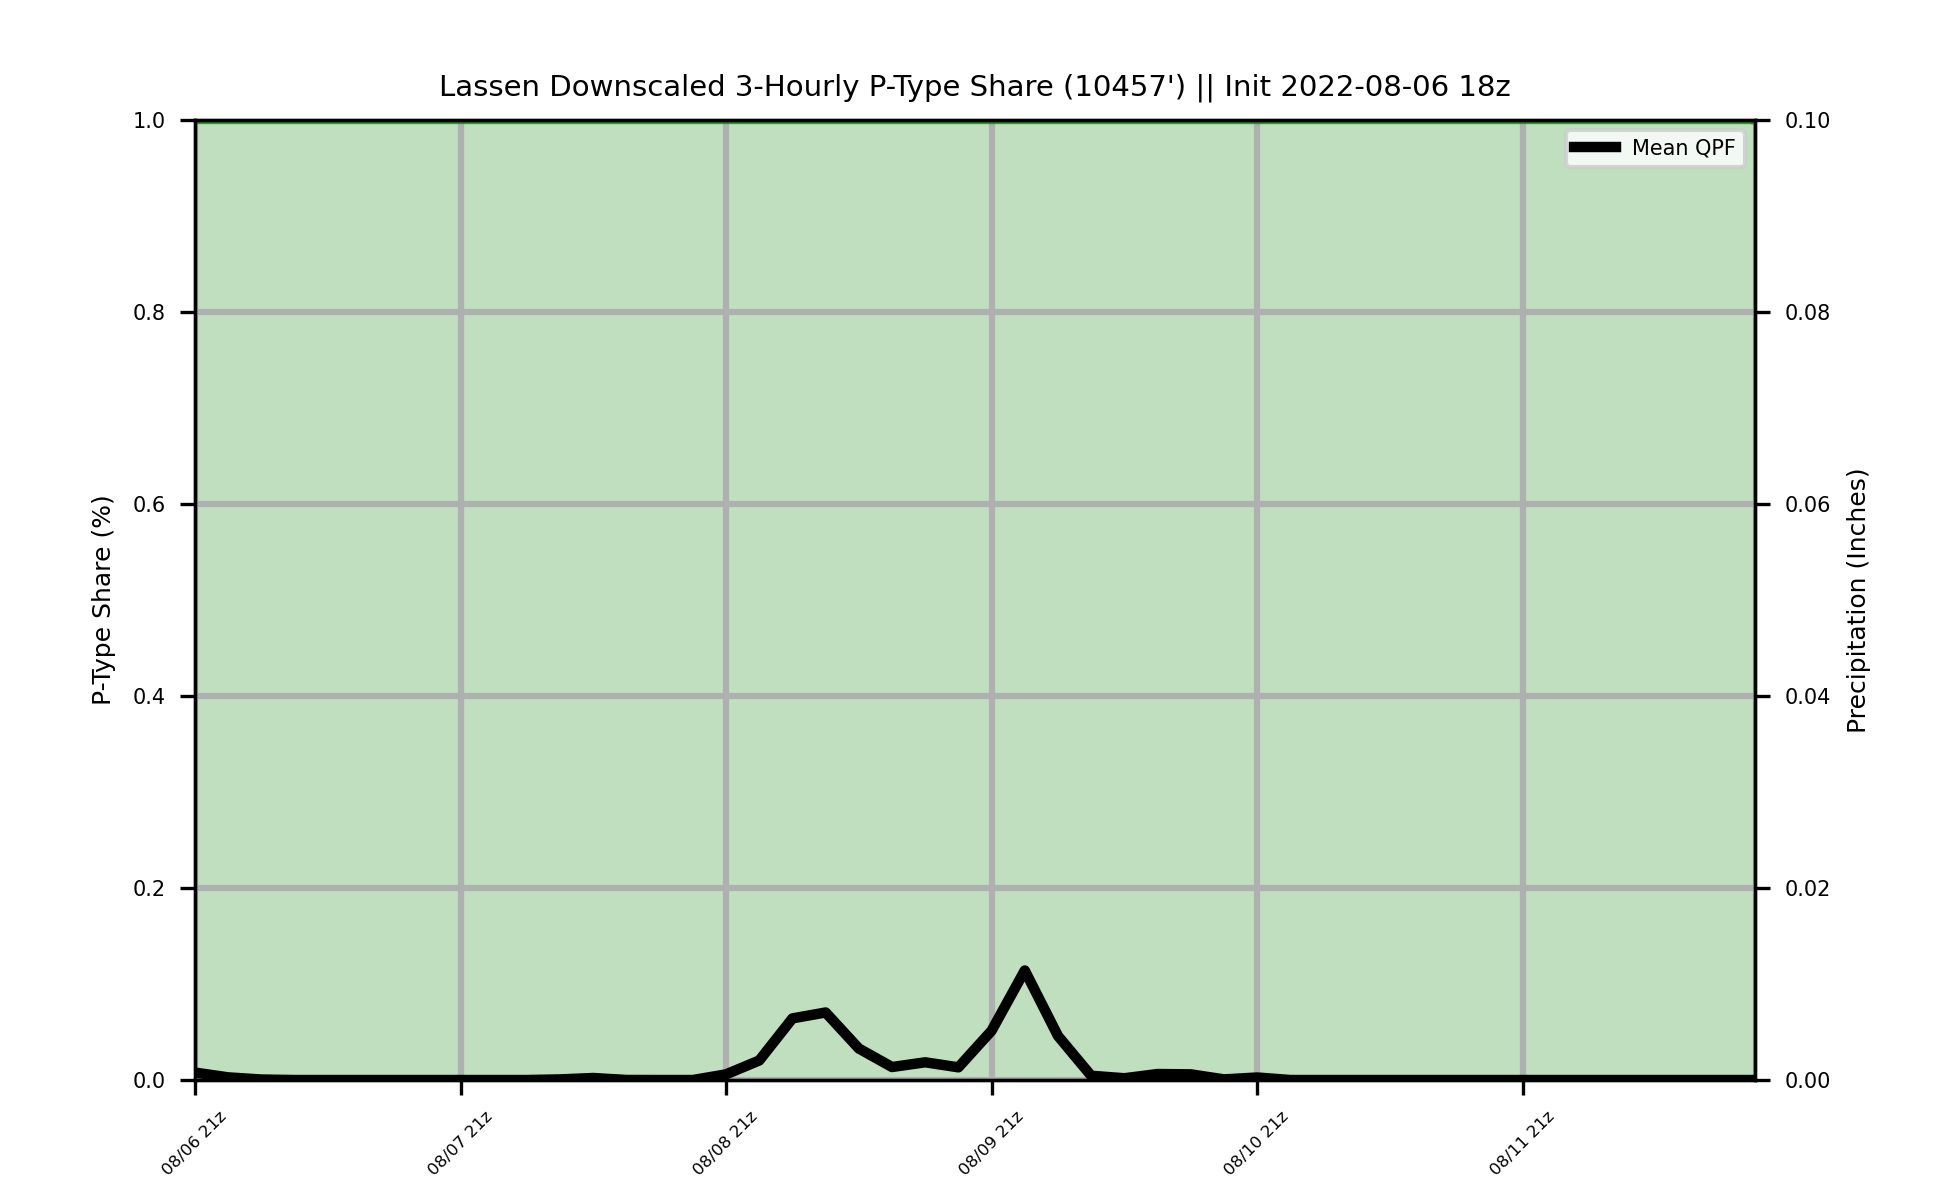 Lassen Downscaled 3-Hourly P-Type Share (10457') || Init 2022-08-06 18z
Mean QPF
P-Type Share (%)
1.0
0.8
0.6
0.4
0.2
0.0
0.10
0.08
0.06
0.04
0.02
0.00
Precipitation (Inches)
08/06 21z
08/07 21z
08/08 21z
08/09 21z
08/10 21z
08/11 21z